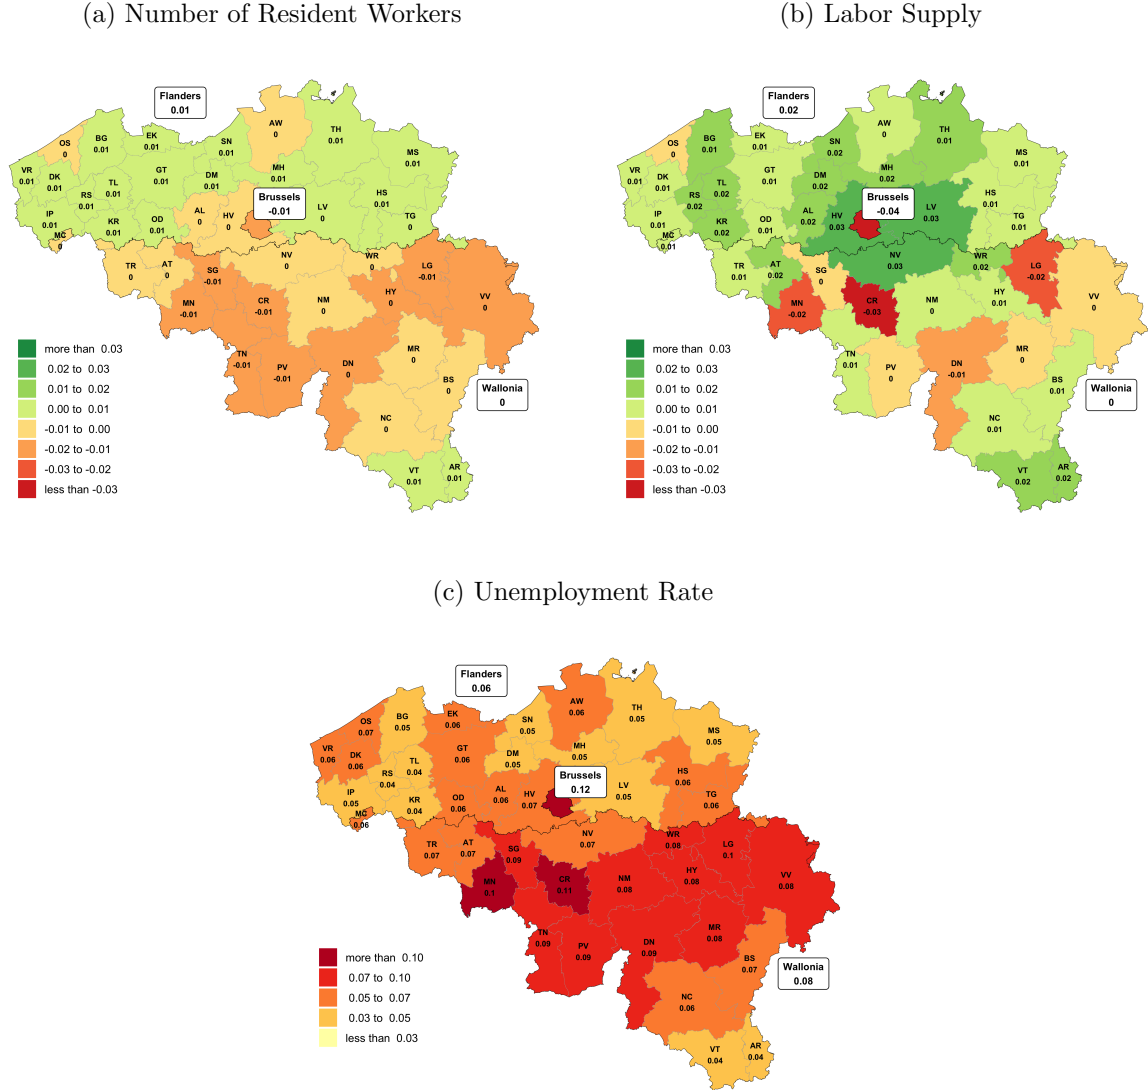 (a) Number of Resident Workers
Flanders
0.01
AW
0
TH
0.01
OS
0
BG
0.01
EK
0.01
SN
0.01
MS
0.01
VR
0.01
DK
0.01
TL
0.01
GT
0.01
DM
0.01
MH
0.01
RS
0.01
HS
0.01
Brussels
-0.01
IP
0.01
KR
0.01
OD
0.01
AL
0
HV
0
LV
0
TG
0
MC
0
TR
0
AT
0
SG
-0.01
NV
0
WR
0
LG
-0.01
MN
-0.01
CR
-0.01
NM
0
HY
0
VV
0
TN
-0.01
PV
-0.01
DN
0
MR
0
BS
0
Wallonia
0
NC
0
VT
0.01
AR
0.01
more than 0.03
0.02 to 0.03
0.01 to 0.02
0.00 to 0.01
-0.01 to 0.00
-0.02 to -0.01
-0.03 to -0.02
less than -0.03
(b) Labor Supply
Flanders
0.02
AW
0
TH
0.01
OS
0
BG
0.01
EK
0.01
SN
0.02
MS
0.01
VR
0.01
DK
0.01
TL
0.02
GT
0.01
DM
0.02
MH
0.02
RS
0.02
HS
0.01
Brussels
-0.04
IP
0.01
KR
0.02
OD
0.01
AL
0.02
HV
0.03
LV
0.03
TG
0.01
MC
0.01
TR
0.01
AT
0.02
SG
0
NV
0.03
WR
0.02
LG
-0.02
MN
-0.02
CR
-0.03
NM
0
HY
0.01
VV
0
TN
0.01
PV
0
DN
-0.01
MR
0
BS
0.01
Wallonia
0
NC
0.01
VT
0.02
AR
0.02
more than 0.03
0.02 to 0.03
0.01 to 0.02
0.00 to 0.01
-0.01 to 0.00
-0.02 to -0.01
-0.03 to -0.02
less than -0.03
(c) Unemployment Rate
Flanders
0.06
AW
0.06
TH
0.05
OS
0.07
BG
0.05
EK
0.06
SN
0.05
MS
0.05
VR
0.06
DK
0.06
TL
0.04
GT
0.06
DM
0.05
MH
0.05
RS
0.04
HS
0.06
Brussels
0.12
IP
0.05
KR
0.04
OD
0.06
AL
0.06
HV
0.07
LV
0.05
TG
0.06
MC
0.06
TR
0.07
AT
0.07
SG
0.09
NV
0.07
WR
0.08
LG
0.1
MN
0.1
CR
0.11
NM
0.08
HY
0.08
VV
0.08
TN
0.09
PV
0.09
DN
0.09
MR
0.08
BS
0.07
Wallonia
0.08
NC
0.06
VT
0.04
AR
0.04
more than 0.10
0.07 to 0.10
0.05 to 0.07
0.03 to 0.05
less than 0.03